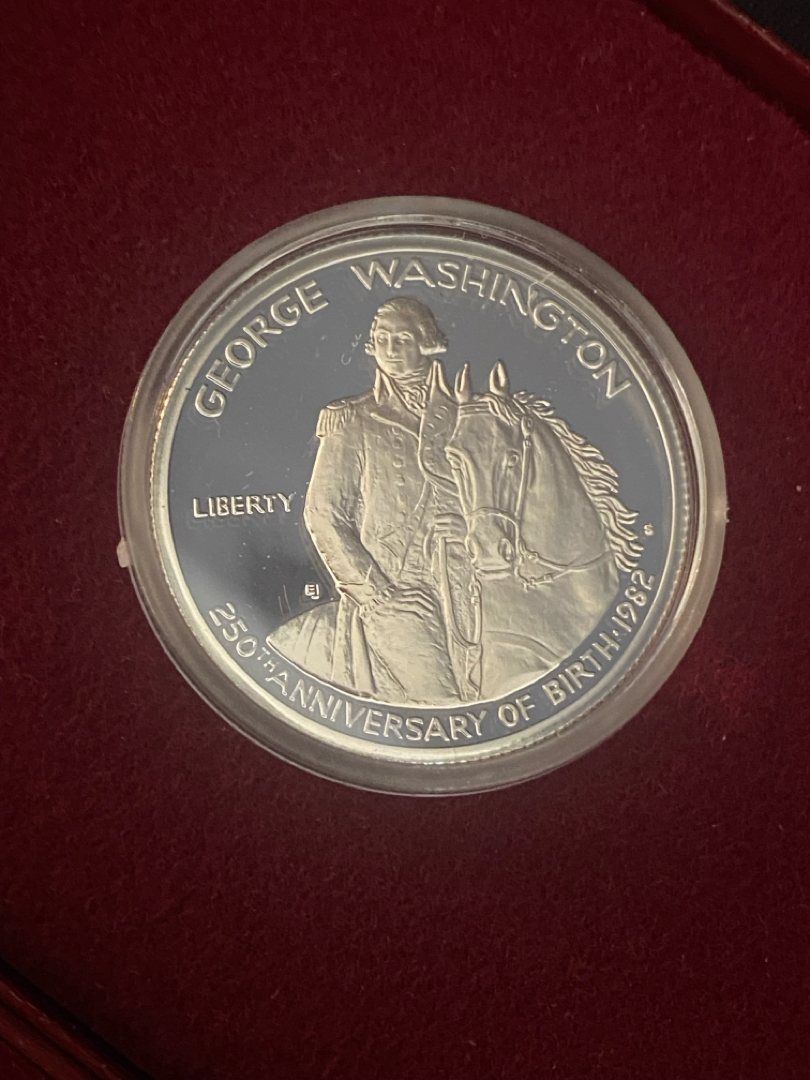 GEORGE WASHINGTON
LIBERTY
S
EJ
250TH ANNIVERSARY OF BIRTH·1982